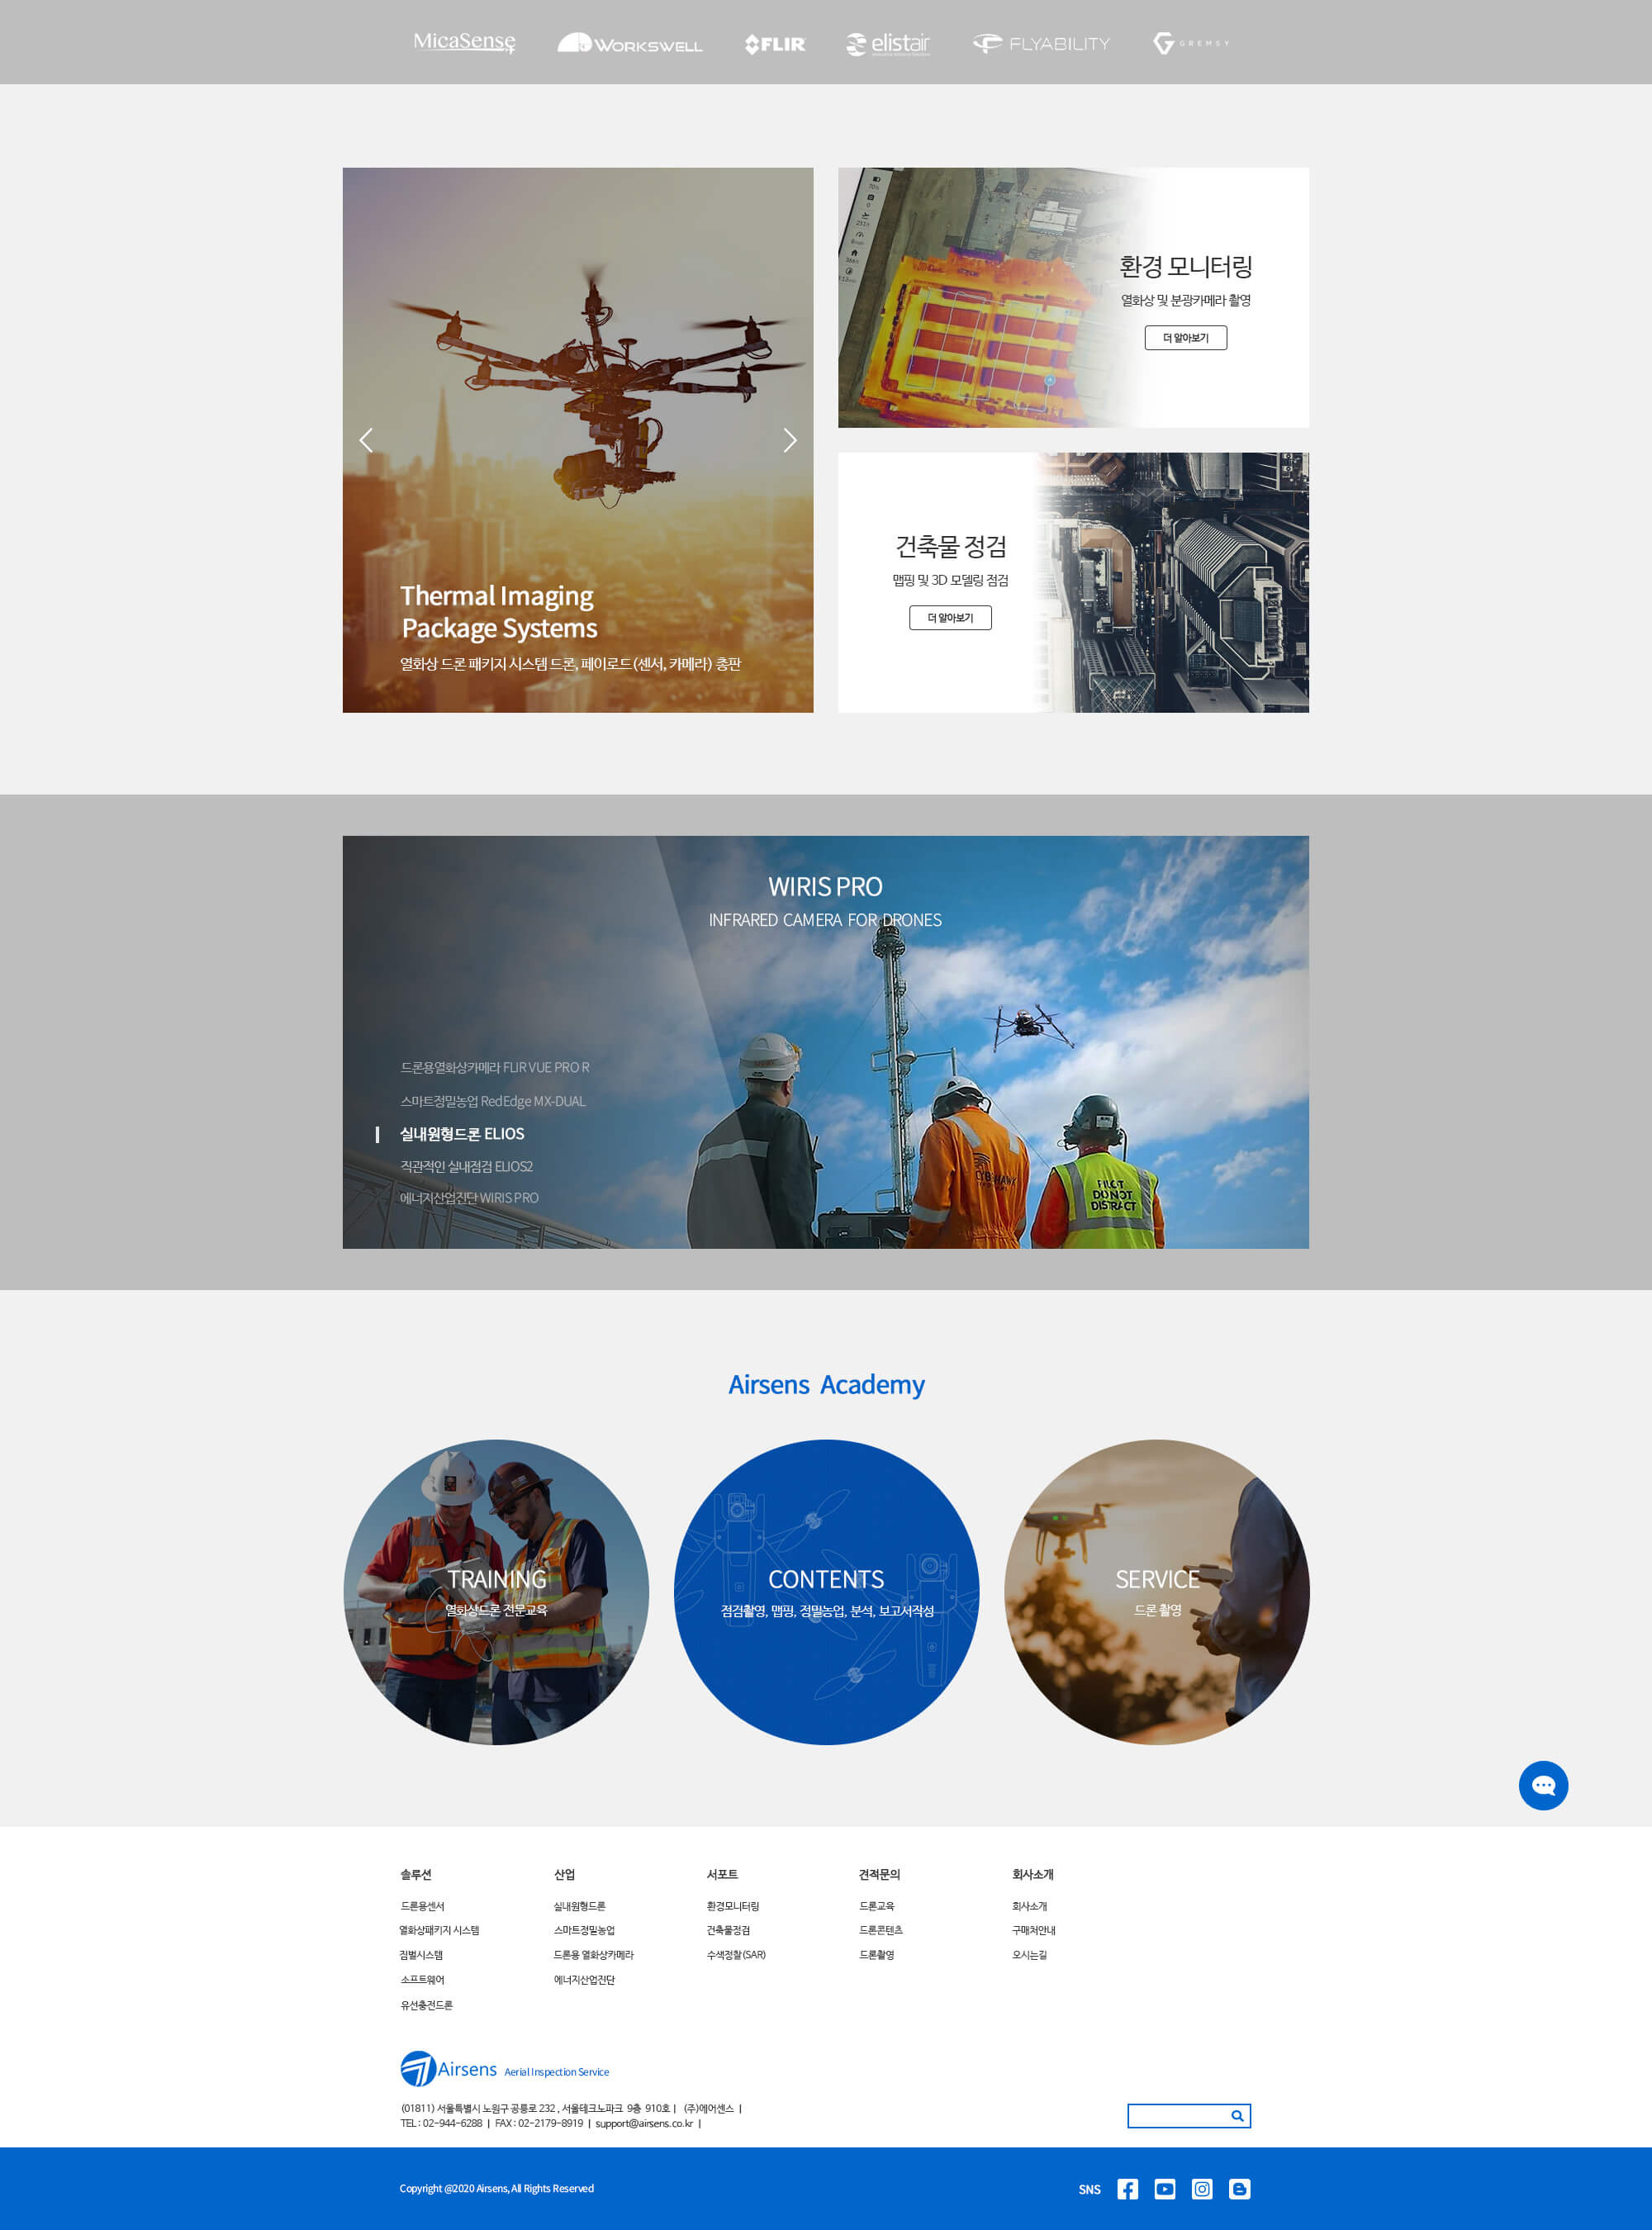 MicaSense
WORKSWELL
FLIR
elistair
FLYABILITY
GREMSY
Thermal Imaging
Package Systems
열화상 드론 패키지 시스템 드론, 페이로드(센서, 카메라) 총판
환경 모니터링
열화상 및 분광카메라 촬영
더 알아보기
건축물 점검
맵핑 및 3D 모델링 점검
더 알아보기
WIRIS PRO
INFRARED CAMERA FOR DRONES
드론용열화상카메라 FLIR VUE PRO R
스마트정밀농업 RedEdge MX-DUAL
실내원형드론 ELIOS
직관적인 실내점검 ELIOS2
에너지산업진단 WIRIS PRO
CYBERHAWK
PILOT
DO NOT
DISTRACT
Airsens Academy
TRAINING
열화상드론 전문교육
CONTENTS
점검촬영, 맵핑, 정밀농업, 분석, 보고서작성
SERVICE
드론 촬영
솔루션
드론용센서
열화상패키지 시스템
짐벌시스템
소프트웨어
유선충전드론
산업
실내원형드론
스마트정밀농업
드론용 열화상카메라
에너지산업진단
서포트
환경모니터링
건축물정검
수색정찰(SAR)
견적문의
드론교육
드론콘텐츠
드론촬영
회사소개
회사소개
구매처안내
오시는길
Airsens Aerial Inspection Service
(01811) 서울특별시 노원구 공릉로 232 , 서울테크노파크 9층 910호 | (주)에어센스 |
TEL : 02-944-6288 | FAX : 02-2179-8919 | support@airsens.co.kr |
Copyright @2020 Airsens, All Rights Reserved
SNS